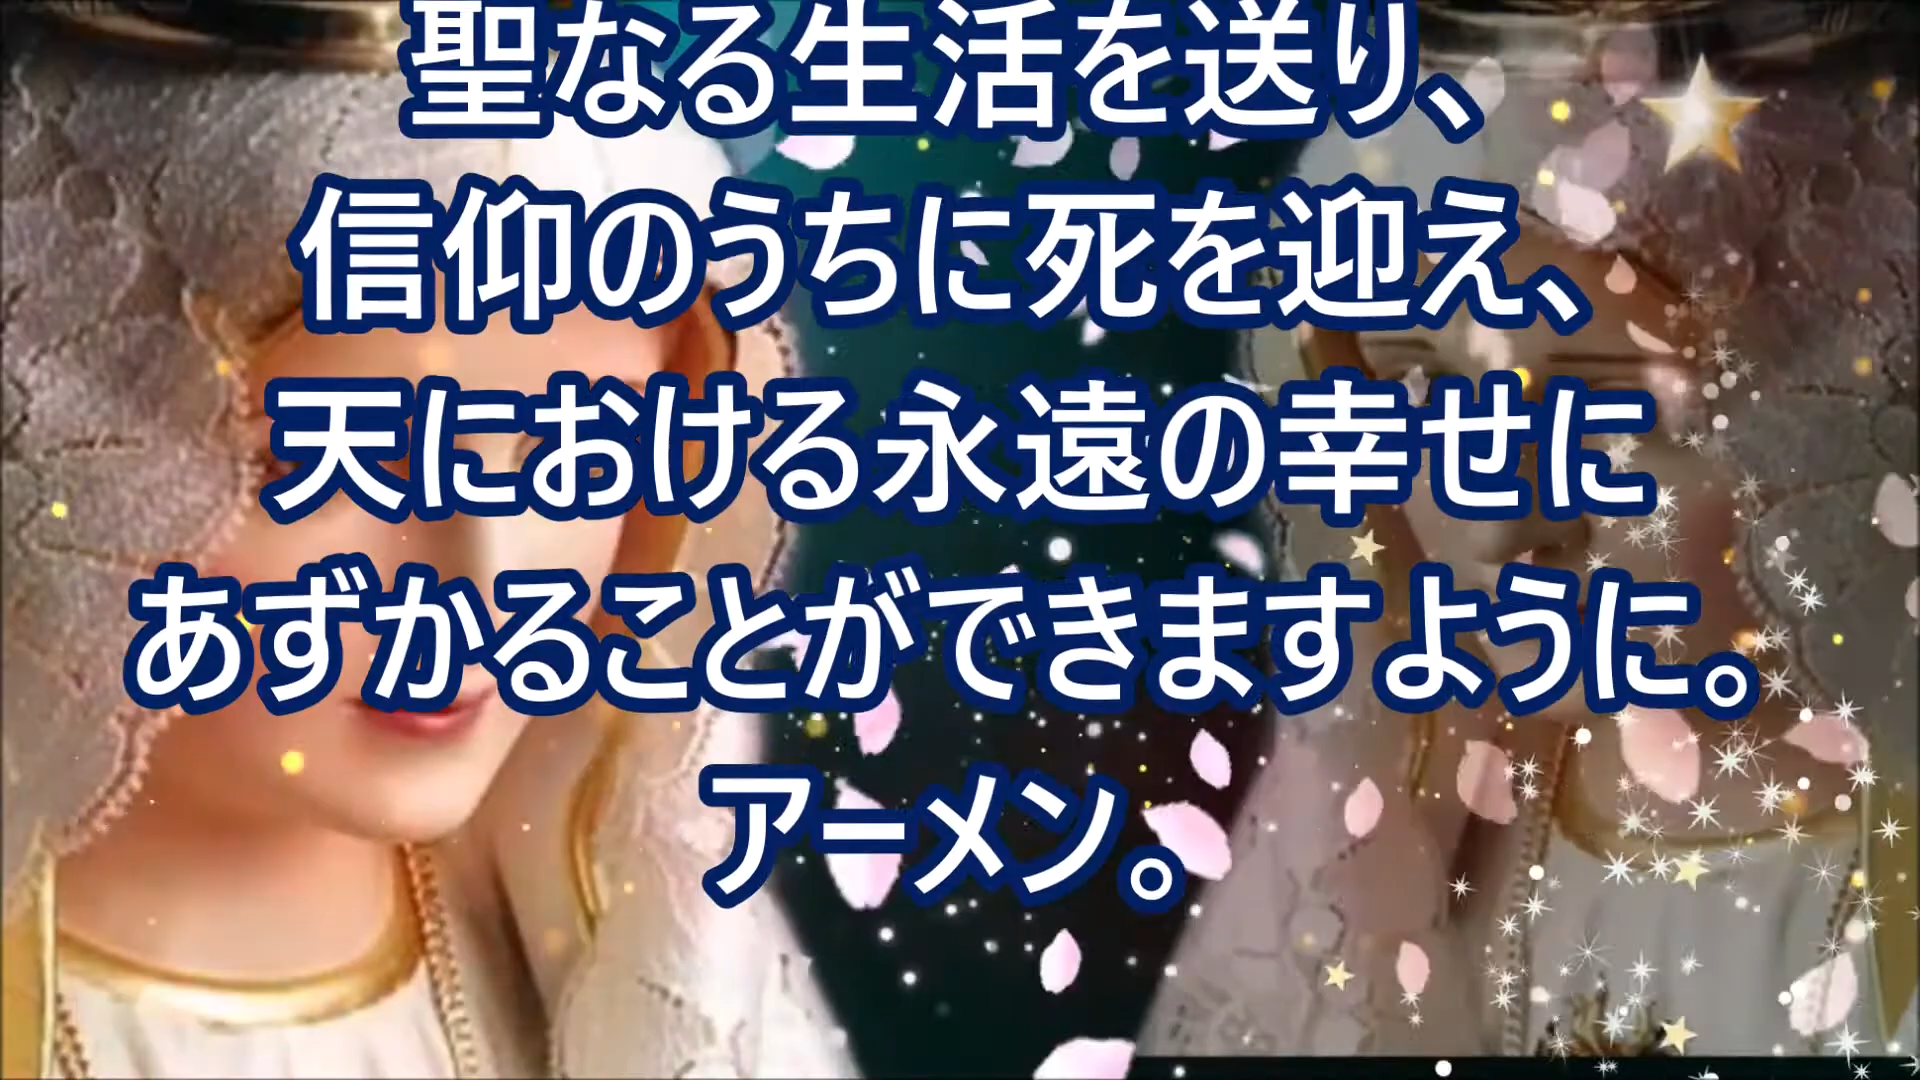 聖なる生活を送り、
信仰のうちに死を迎え、
天における永遠の幸せに
あずかることができますように。
アーメン。